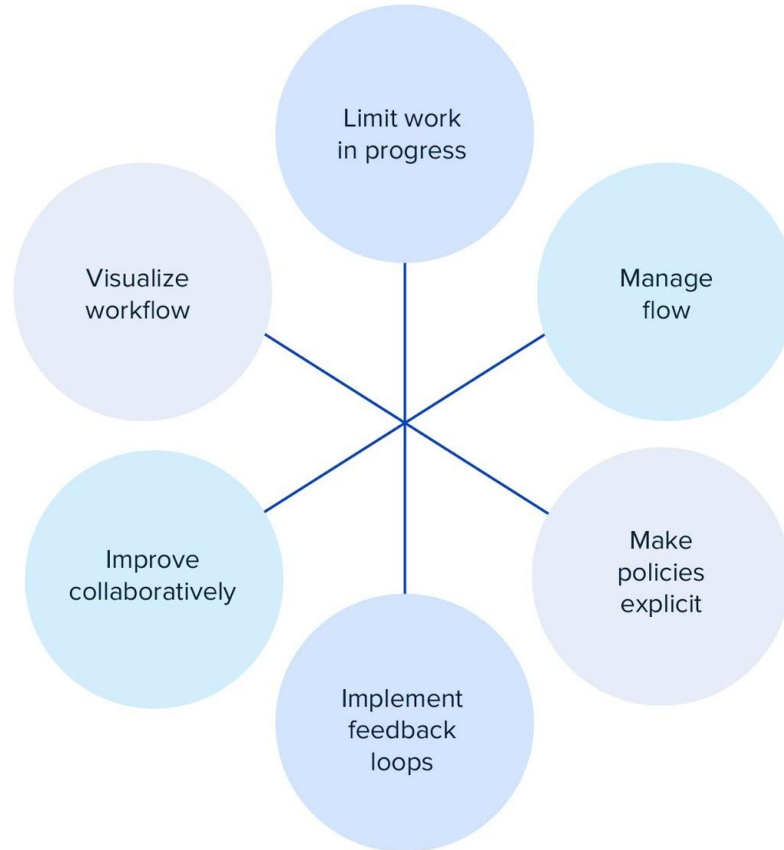 Limit work
in progress
Visualize
workflow
Manage
flow
Improve
collaboratively
Make
policies
explicit
Implement
feedback
loops